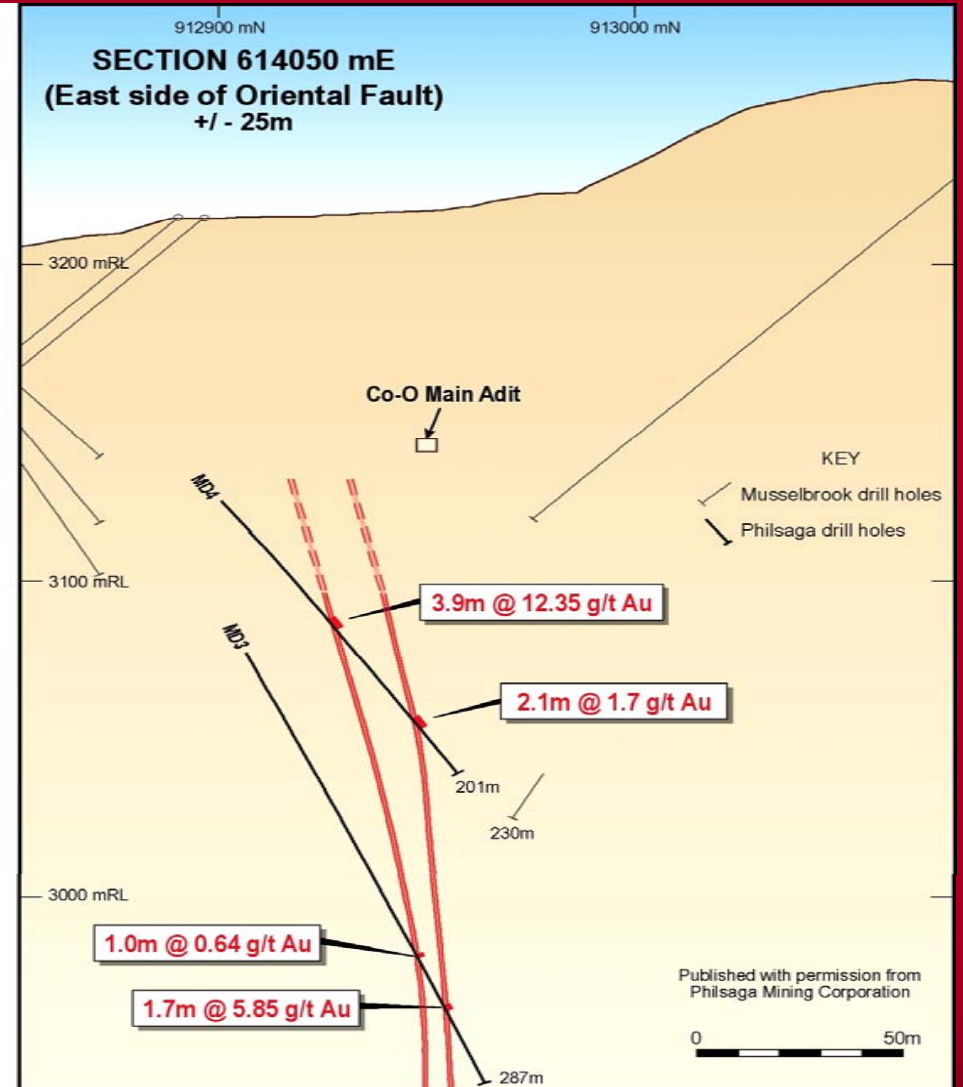 912900 mN
913000 mN
SECTION 614050 mE
(East side of Oriental Fault)
+/ - 25m
3200 mRL
Co-O Main Adit
KEY
Musselbrook drill holes
Philsaga drill holes
MD4
3100 mRL
3.9m @ 12.35 g/t Au
MD3
2.1m @ 1.7 g/t Au
201m
230m
3000 mRL
1.0m @ 0.64 g/t Au
1.7m @ 5.85 g/t Au
Published with permission from
Philsaga Mining Corporation
0
50m
287m